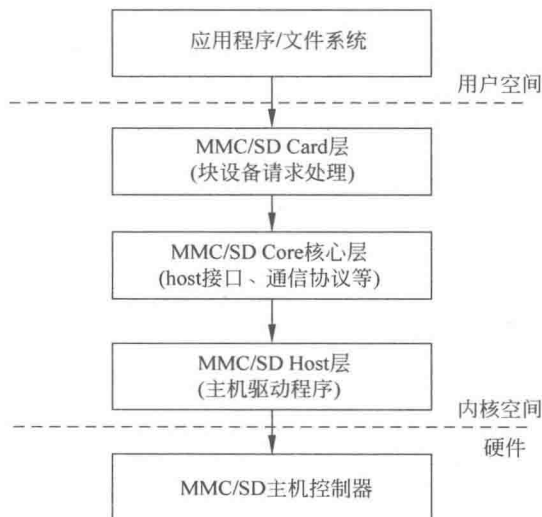 应用程序/文件系统
用户空间
MMC/SD Card层
(块设备请求处理)
MMC/SD Core核心层
(host接口、通信协议等)
MMC/SD Host层
(主机驱动程序)
内核空间
硬件
MMC/SD主机控制器